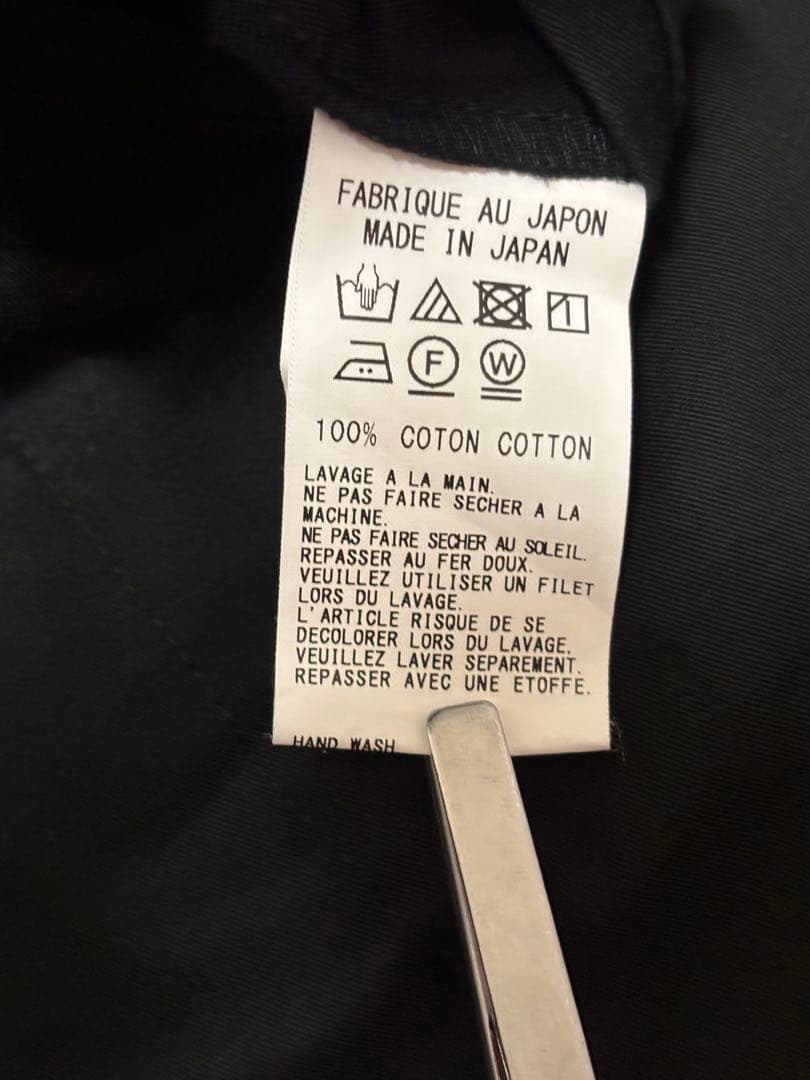 FABRIQUE AU JAPON
MADE IN JAPAN
F W
100% COTON COTTON
LAVAGE A LA MAIN.
NE PAS FAIRE SECHER A LA
MACHINE.
NE PAS FAIRE SECHER AU SOLEIL.
REPASSER AU FER DOUX.
VEUILLEZ UTILISER UN FILET
LORS DU LAVAGE.
L'ARTICLE RISQUE DE SE
DECOLORER LORS DU LAVAGE.
VEUILLEZ LAVER SEPAREMENT.
REPASSER AVEC UNE ETOFFE.
HAND WASH